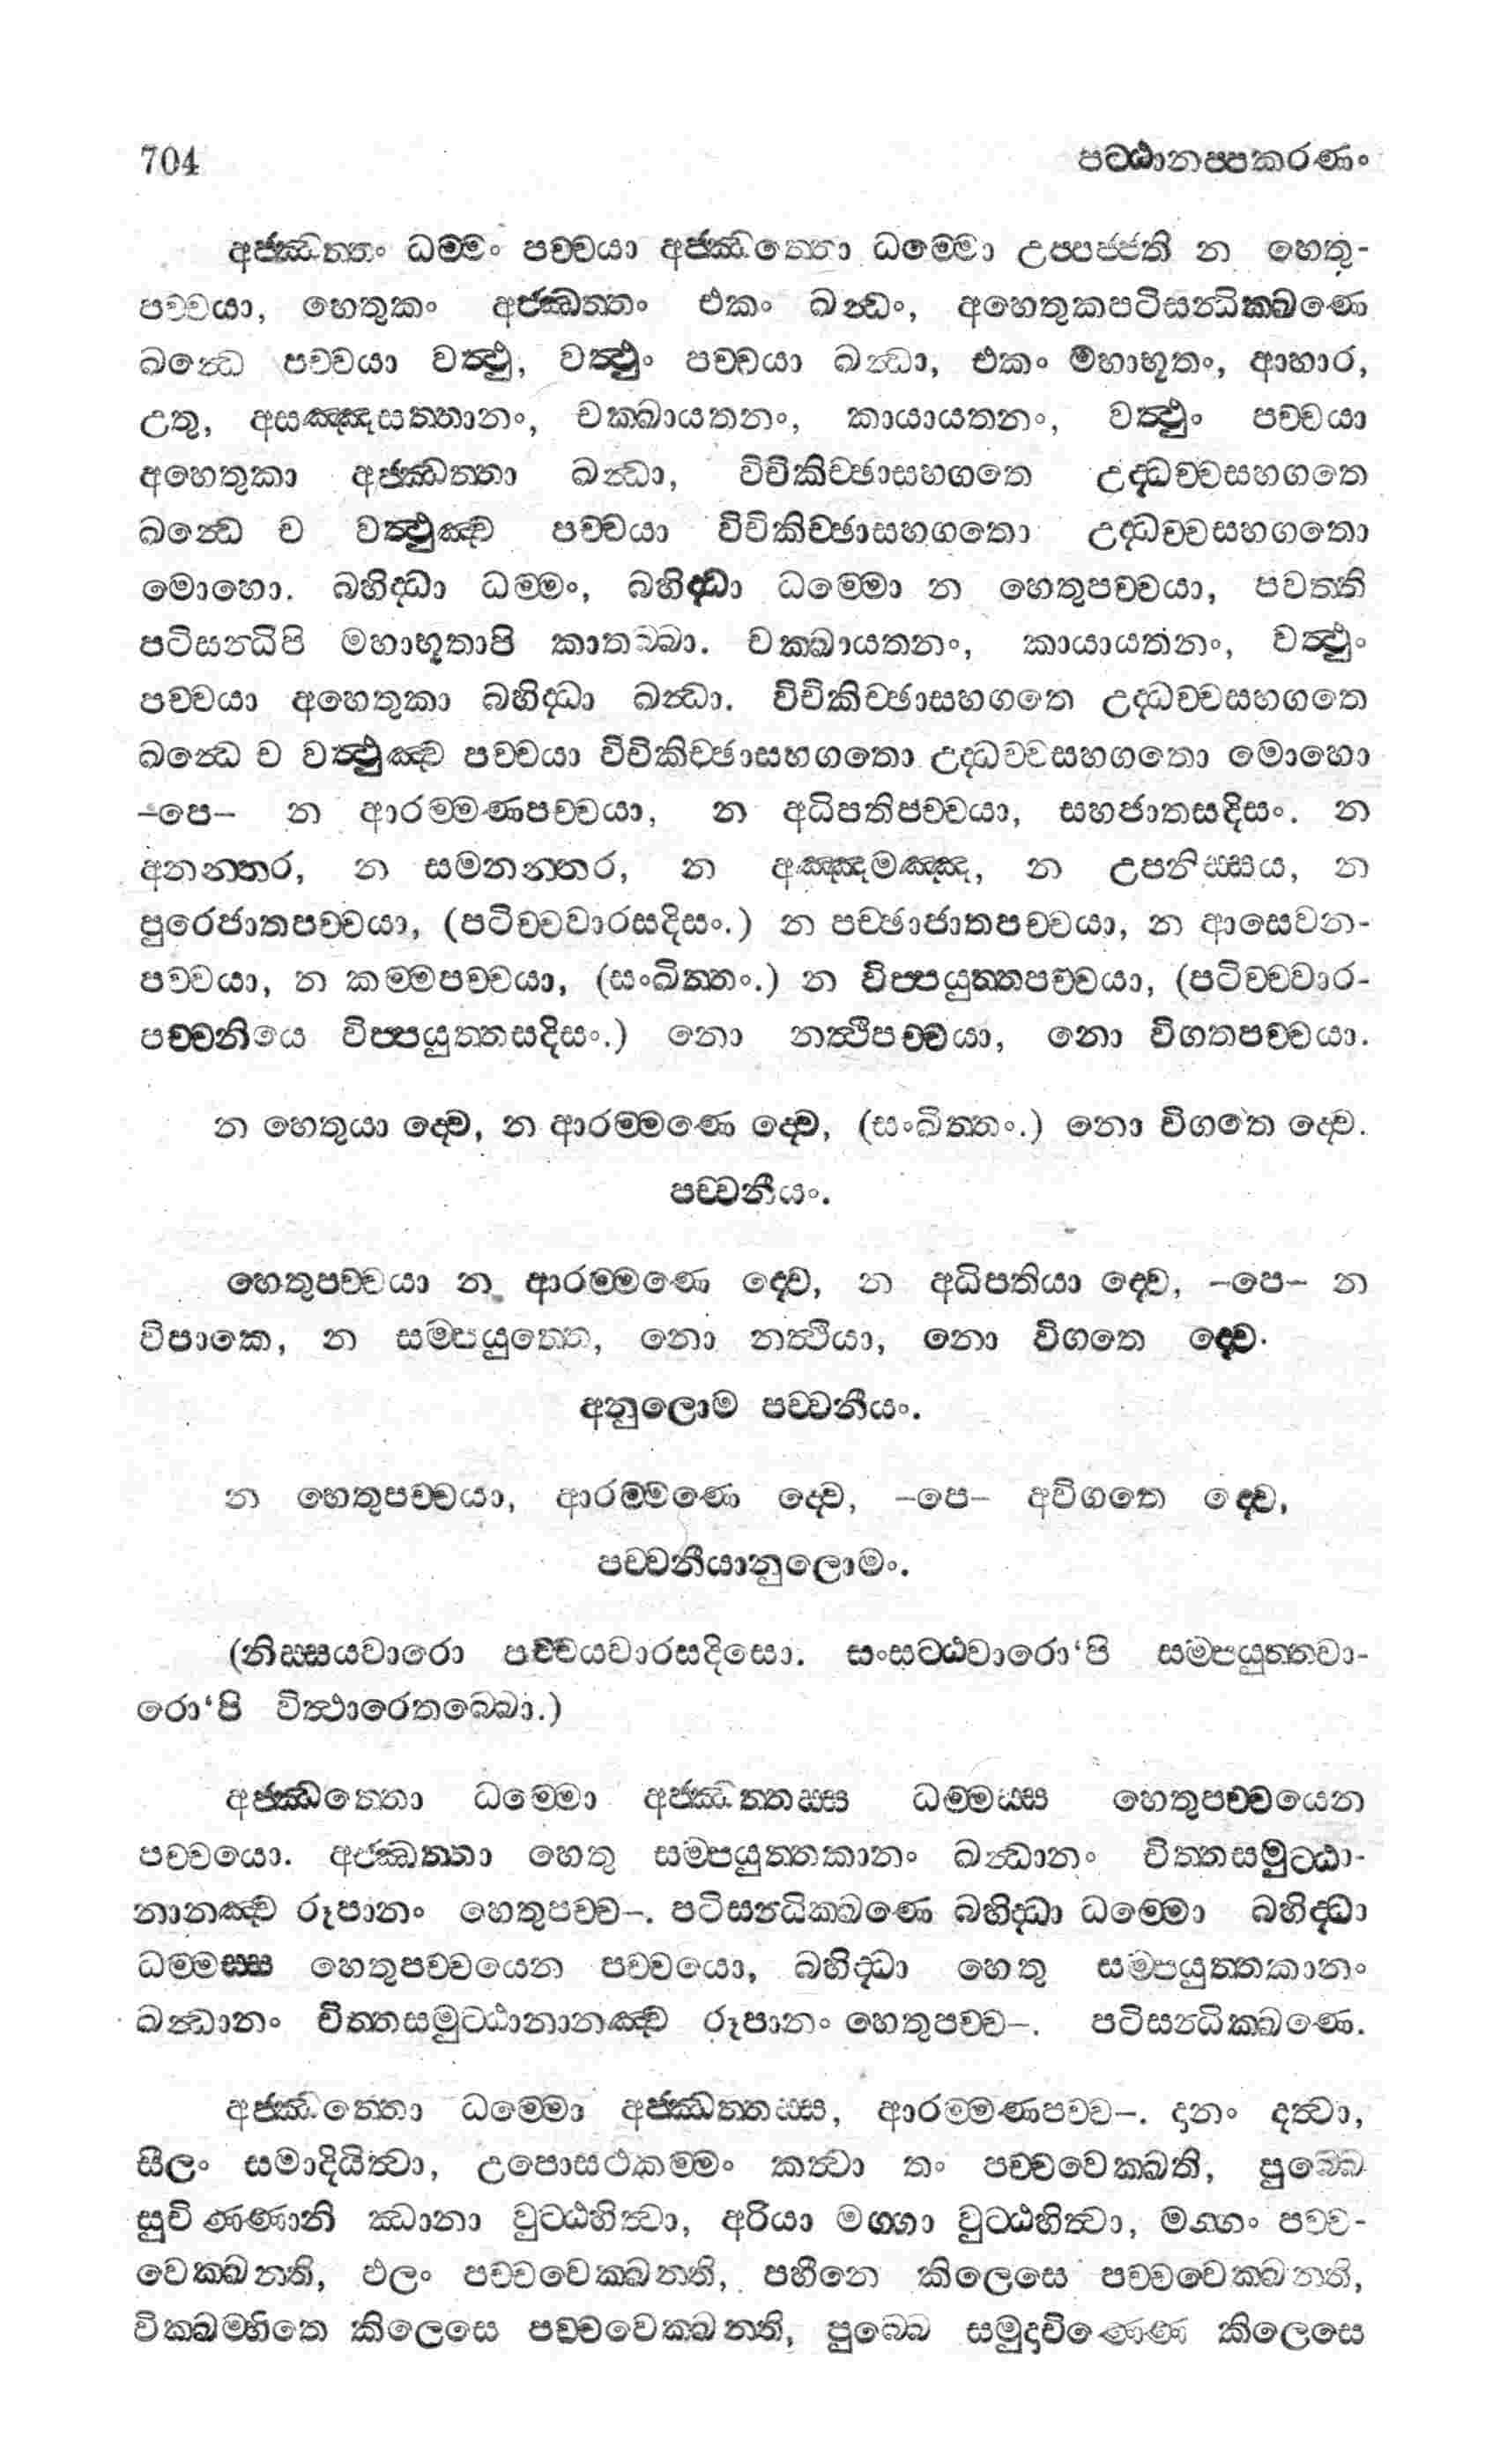 704 පට්ඨානප්පකරණං
අජ්ඣත්තං ධම්මං පච්චයා අජ්ඣත්තො ධම්මො උප්පජ්ජති න හෙතු-
පච්චයා, හෙතුකං අජ්ඣත්තං එකං ඛන්ධං, අහෙතුකපටිසන්ධික්ඛණෙ
ඛන්ධෙ පච්චයා වත්ථු, වත්ථුං පච්චයා ඛන්ධා, එකං මහාභූතං, ආහාර,
උතු, අසඤ්ඤසත්තානං, චක්ඛායතනං, කායායතනං, වත්ථුං පච්චයා
අහෙතුකා අජ්ඣත්තා ඛන්ධා, විචිකිච්ඡාසහගතෙ උද්ධච්චසහගතෙ
ඛන්ධෙ ච වත්ථුඤ්ච පච්චයා විචිකිච්ඡාසහගතො උද්ධච්චසහගතො
මොහො. බහිද්ධා ධම්මං, බහිද්ධා ධම්මො න හෙතුපච්චයා, පවත්ති
පටිසන්ධිපි මහාභූතාපි කාතබ්බා. චක්ඛායතනං, කායායතනං, වත්ථුං
පච්චයා අහෙතුකා බහිද්ධා ඛන්ධා. විචිකිච්ඡාසහගතෙ උද්ධච්චසහගතෙ
ඛන්ධෙ ච වත්ථුඤ්ච පච්චයා විචිකිච්ඡාසහගතො උද්ධච්චසහගතො මොහො
–පෙ– න ආරම්මණපච්චයා, න අධිපතිපච්චයා, සහජාතසදිසං. න
අනන්තර, න සමනන්තර, න අඤ්ඤමඤ්ඤ, න උපනිස්සය, න
පුරෙජාතපච්චයා, (පටිච්චවාරසදිසං.) න පච්ඡාජාතපච්චයා, න ආසෙවන-
පච්චයා, න කම්මපච්චයා, (සංඛිත්තං.) න විප්පයුත්තපච්චයා, (පටිච්චවාර-
පච්චනියෙ විප්පයුත්තසදිසං.) නො නත්ථිපච්චයා, නො විගතපච්චයා.
න හෙතුයා ද්වෙ, න ආරම්මණෙ ද්වෙ, (සංඛිත්තං.) නො විගතෙ ද්වෙ.
පච්චනීයං.
හෙතුපච්චයා න ආරම්මණෙ ද්වෙ, න අධිපතියා ද්වෙ, –පෙ– න
විපාකෙ, න සම්පයුත්තෙ, නො නත්ථියා, නො විගතෙ ද්වෙ.
අනුලොම පච්චනීයං.
න හෙතුපච්චයා, ආරම්මණෙ ද්වෙ, –පෙ– අවිගතෙ ද්වෙ,
පච්චනීයානුලොමං.
(නිස්සයවාරො පච්චයවාරසදිසො. සංසට්ඨවාරො‘පි සම්පයුත්තවා-
රො‘පි විත්ථාරෙතබ්බො.)
අජ්ඣත්තො ධම්මො අජ්ඣත්තස්ස ධම්මස්ස හෙතුපච්චයෙන
පච්චයො. අජ්ඣත්තා හෙතු සම්පයුත්තකානං ඛන්ධානං චිත්තසමුට්ඨා-
නානඤ්ච රූපානං හෙතුපච්ච–. පටිසන්ධික්ඛණෙ බහිද්ධා ධම්මො බහිද්ධා
ධම්මස්ස හෙතුපච්චයෙන පච්චයො, බහිද්ධා හෙතු සම්පයුත්තකානං
ඛන්ධානං චිත්තසමුට්ඨානානඤ්ච රූපානං හෙතුපච්ච–. පටිසන්ධික්ඛණෙ.
අජ්ඣත්තො ධම්මො අජ්ඣත්තස්ස, ආරම්මණපච්ච–. දානං දත්වා,
සීලං සමාදියිත්වා, උපොසථකම්මං කත්වා තං පච්චවෙක්ඛති, පුබ්බෙ
සුචිණ්ණානි ඣානා වුට්ඨහිත්වා, අරියා මග්ගා වුට්ඨහිත්වා, මග්ගං පච්ච-
වෙක්ඛන්ති, ඵලං පච්චවෙක්ඛන්ති, පහීනෙ කිලෙසෙ පච්චවෙක්ඛන්ති,
වික්ඛම්භිතෙ කිලෙසෙ පච්චවෙක්ඛන්ති, පුබ්බෙ සමුදාචිණ්ණෙ කිලෙසෙ